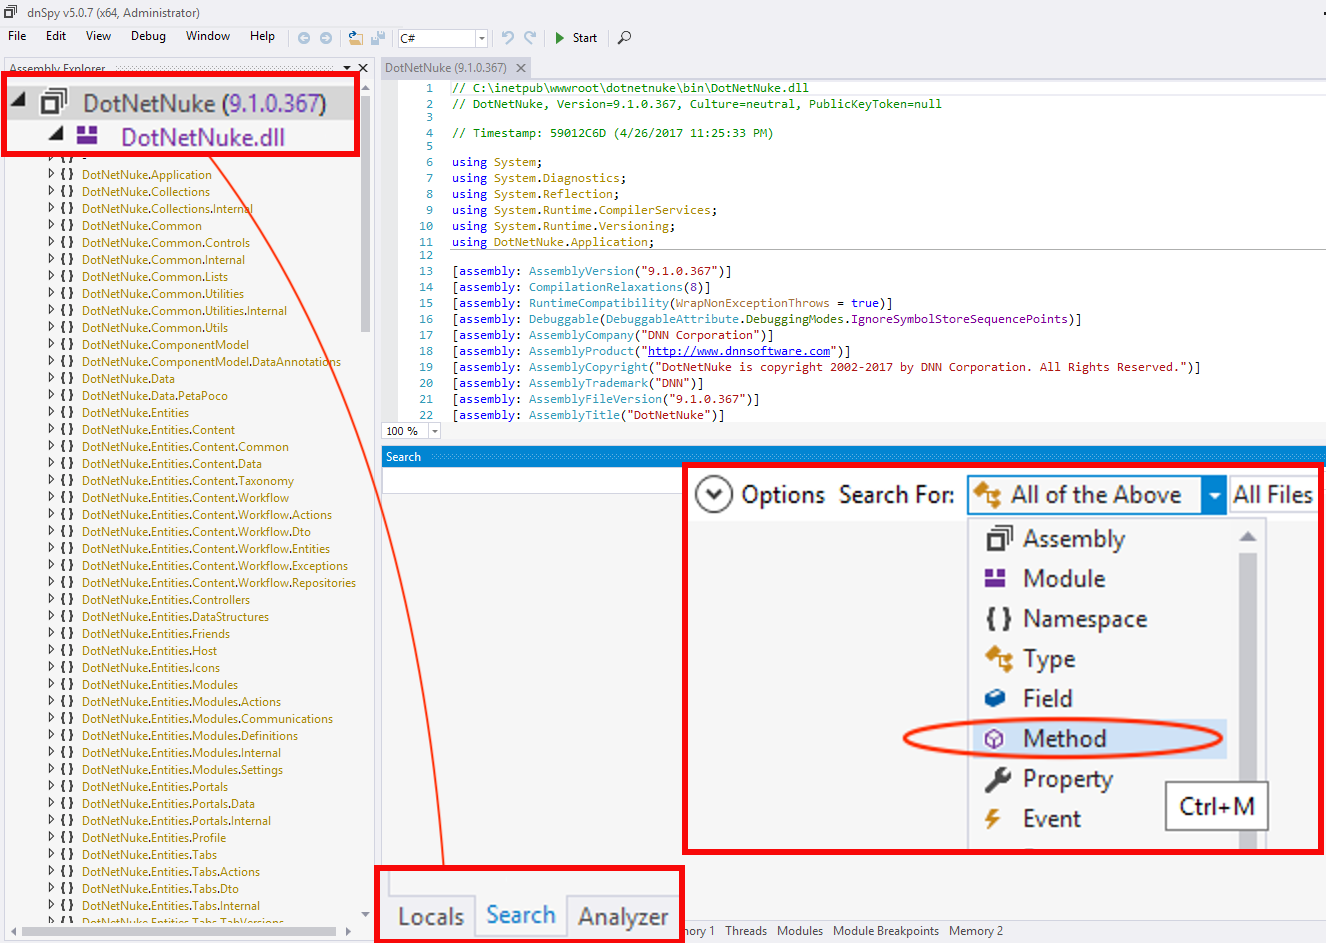 dnSpy v5.0.7 (x64, Administrator)
File Edit View Debug Window Help C# Start
Assembly Explorer
DotNetNuke (9.1.0.367)
DotNetNuke.dll
{ } -
{ } DotNetNuke.Application
{ } DotNetNuke.Collections
{ } DotNetNuke.Collections.Internal
{ } DotNetNuke.Common
{ } DotNetNuke.Common.Controls
{ } DotNetNuke.Common.Internal
{ } DotNetNuke.Common.Lists
{ } DotNetNuke.Common.Utilities
{ } DotNetNuke.Common.Utilities.Internal
{ } DotNetNuke.Common.Utils
{ } DotNetNuke.ComponentModel
{ } DotNetNuke.ComponentModel.DataAnnotations
{ } DotNetNuke.Data
{ } DotNetNuke.Data.PetaPoco
{ } DotNetNuke.Entities
{ } DotNetNuke.Entities.Content
{ } DotNetNuke.Entities.Content.Common
{ } DotNetNuke.Entities.Content.Data
{ } DotNetNuke.Entities.Content.Taxonomy
{ } DotNetNuke.Entities.Content.Workflow
{ } DotNetNuke.Entities.Content.Workflow.Actions
{ } DotNetNuke.Entities.Content.Workflow.Dto
{ } DotNetNuke.Entities.Content.Workflow.Entities
{ } DotNetNuke.Entities.Content.Workflow.Exceptions
{ } DotNetNuke.Entities.Content.Workflow.Repositories
{ } DotNetNuke.Entities.Controllers
{ } DotNetNuke.Entities.DataStructures
{ } DotNetNuke.Entities.Friends
{ } DotNetNuke.Entities.Host
{ } DotNetNuke.Entities.Icons
{ } DotNetNuke.Entities.Modules
{ } DotNetNuke.Entities.Modules.Actions
{ } DotNetNuke.Entities.Modules.Communications
{ } DotNetNuke.Entities.Modules.Definitions
{ } DotNetNuke.Entities.Modules.Internal
{ } DotNetNuke.Entities.Modules.Settings
{ } DotNetNuke.Entities.Portals
{ } DotNetNuke.Entities.Portals.Data
{ } DotNetNuke.Entities.Portals.Internal
{ } DotNetNuke.Entities.Profile
{ } DotNetNuke.Entities.Tabs
{ } DotNetNuke.Entities.Tabs.Actions
{ } DotNetNuke.Entities.Tabs.Dto
{ } DotNetNuke.Entities.Tabs.Internal
{ } DotNetNuke.Entities.Tabs.TabVersions
DotNetNuke (9.1.0.367)
1 // C:\inetpub\wwwroot\dotnetnuke\bin\DotNetNuke.dll
2 // DotNetNuke, Version=9.1.0.367, Culture=neutral, PublicKeyToken=null
3
4 // Timestamp: 59012C6D (4/26/2017 11:25:33 PM)
5
6 using System;
7 using System.Diagnostics;
8 using System.Reflection;
9 using System.Runtime.CompilerServices;
10 using System.Runtime.Versioning;
11 using DotNetNuke.Application;
12
13 [assembly: AssemblyVersion("9.1.0.367")]
14 [assembly: CompilationRelaxations(8)]
15 [assembly: RuntimeCompatibility(WrapNonExceptionThrows = true)]
16 [assembly: Debuggable(DebuggableAttribute.DebuggingModes.IgnoreSymbolStoreSequencePoints)]
17 [assembly: AssemblyCompany("DNN Corporation")]
18 [assembly: AssemblyProduct("http://www.dnnsoftware.com")]
19 [assembly: AssemblyCopyright("DotNetNuke is copyright 2002-2017 by DNN Corporation. All Rights Reserved.")]
20 [assembly: AssemblyTrademark("DNN")]
21 [assembly: AssemblyFileVersion("9.1.0.367")]
22 [assembly: AssemblyTitle("DotNetNuke")]
100 %
Search
Options Search For: All of the Above All Files
Assembly
Module
{ } Namespace
Type
Field
Method
Property
Ctrl+M
Event
Locals Search Analyzer
ory 1 Threads Modules Module Breakpoints Memory 2